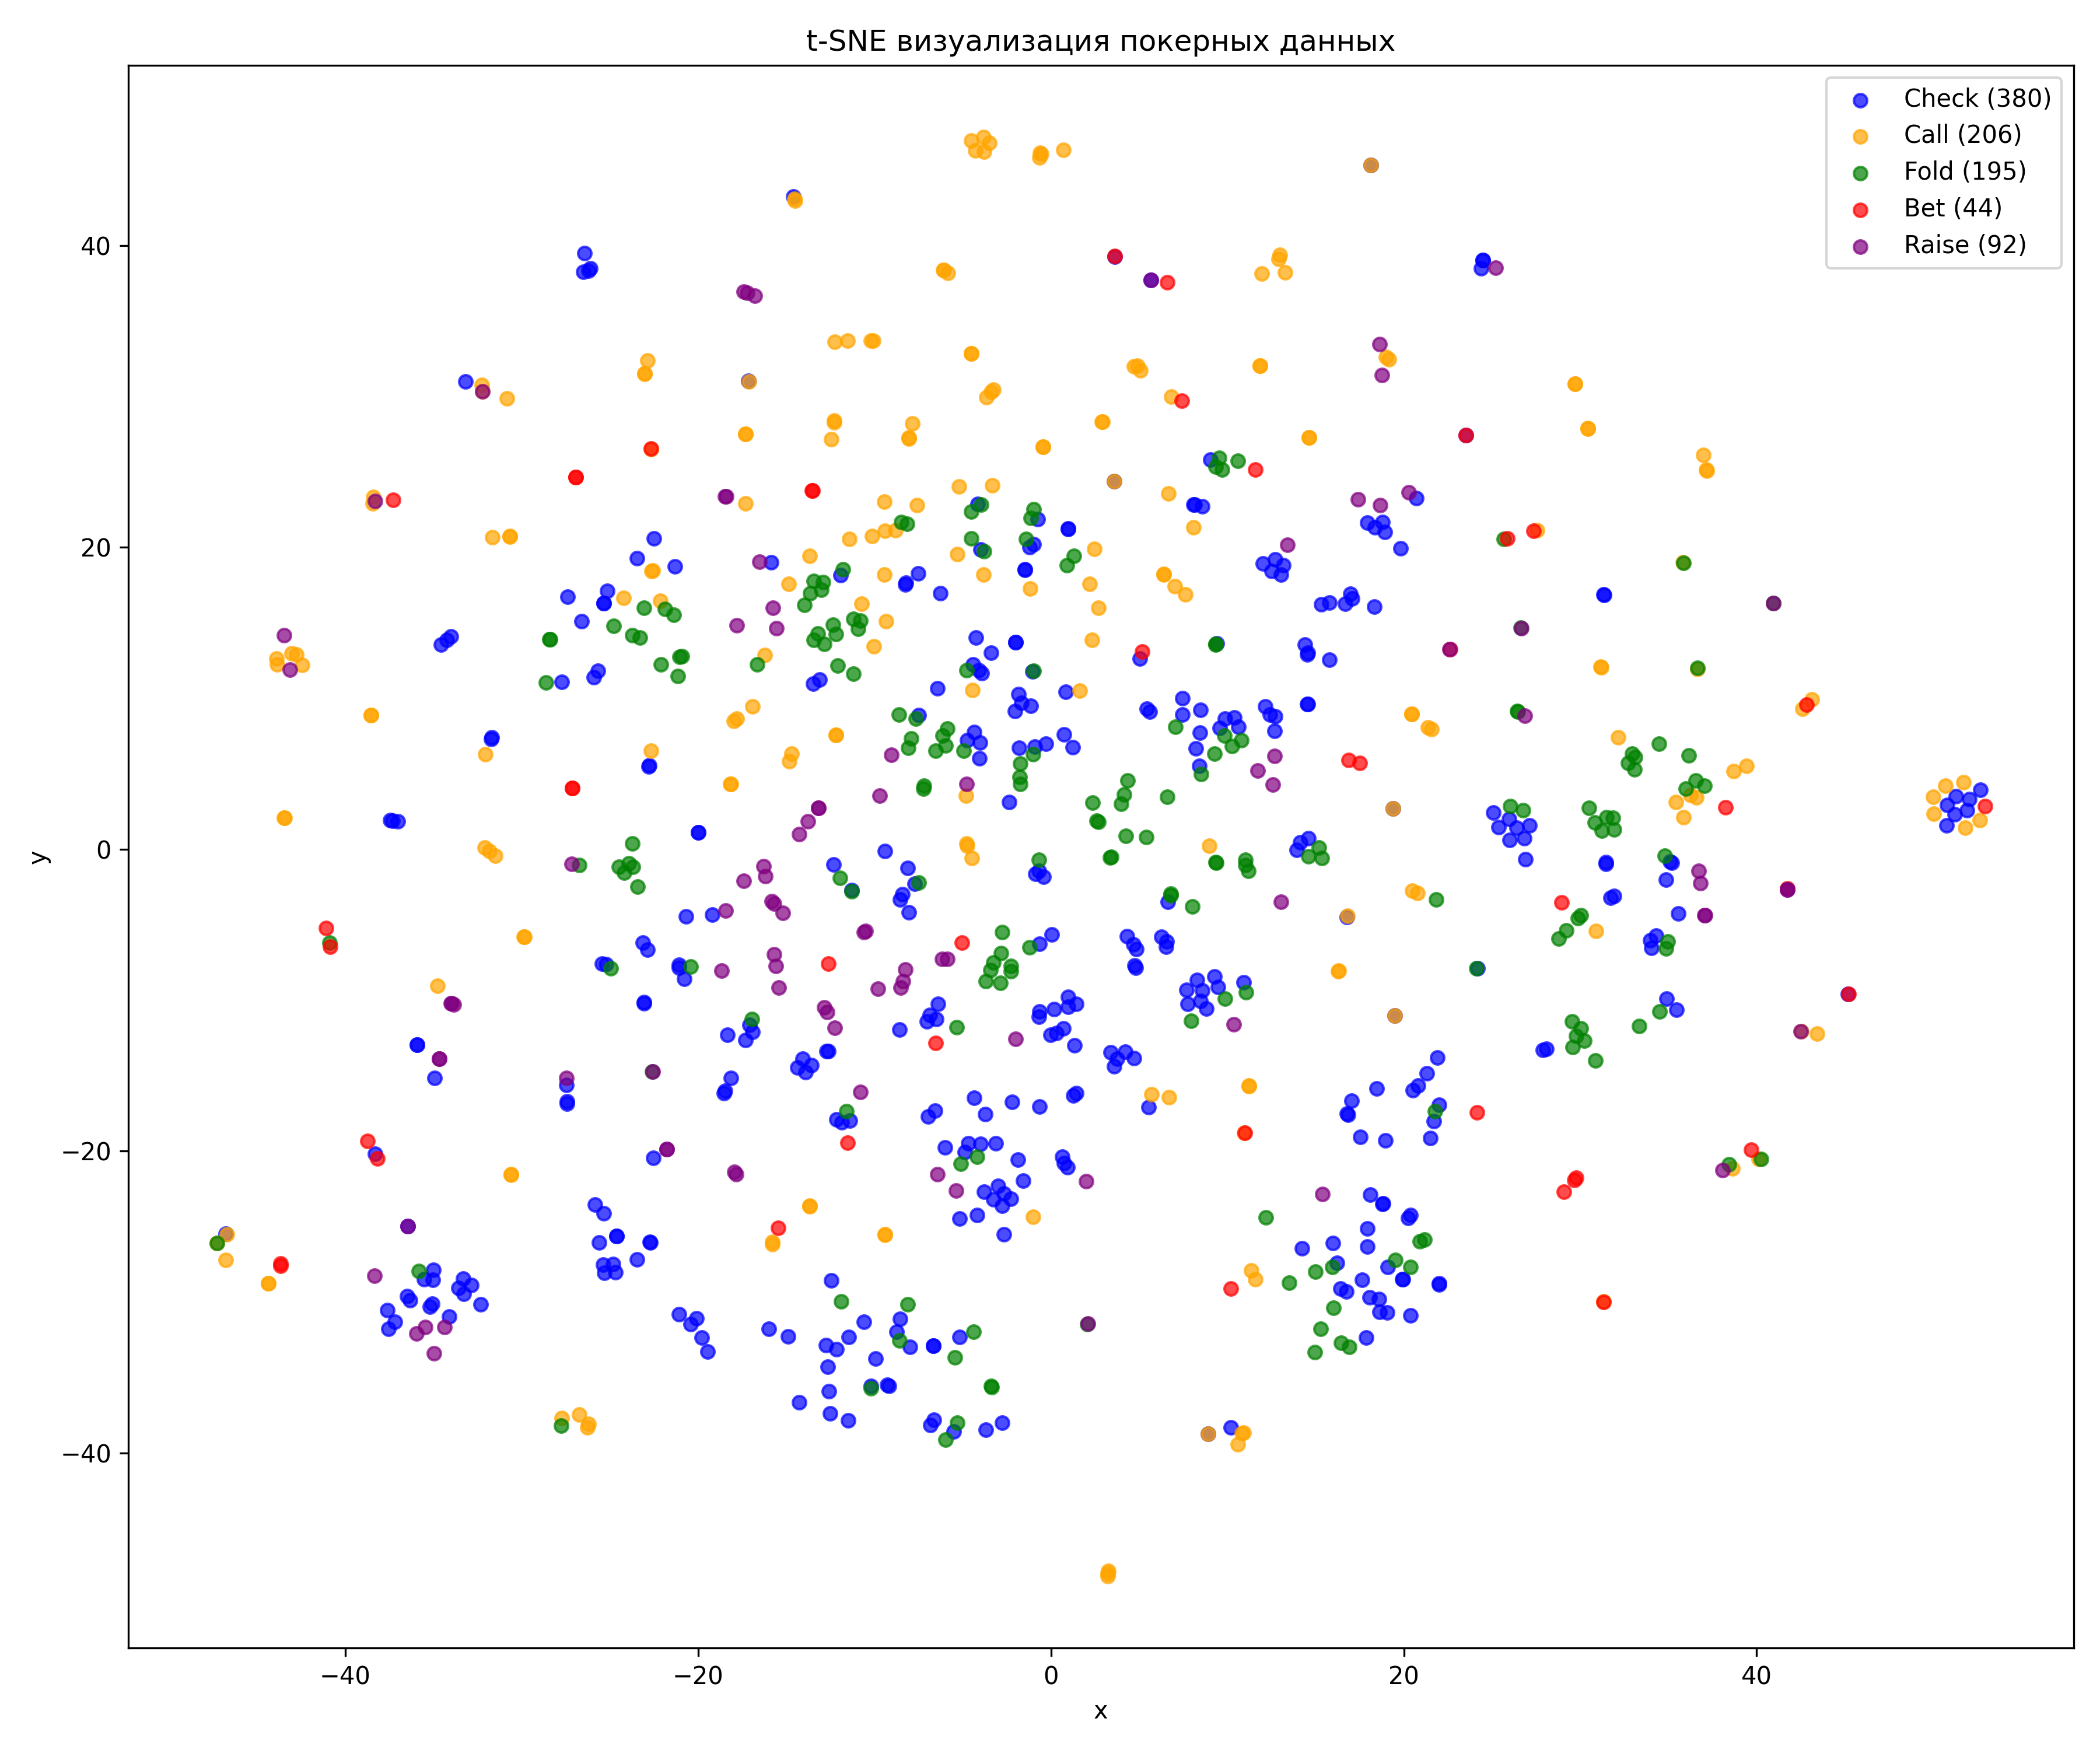 t-SNE визуализация покерных данных
Check (380)
Call (206)
Fold (195)
Bet (44)
Raise (92)
40
20
0
−20
−40
y
−40
−20
0
20
40
x